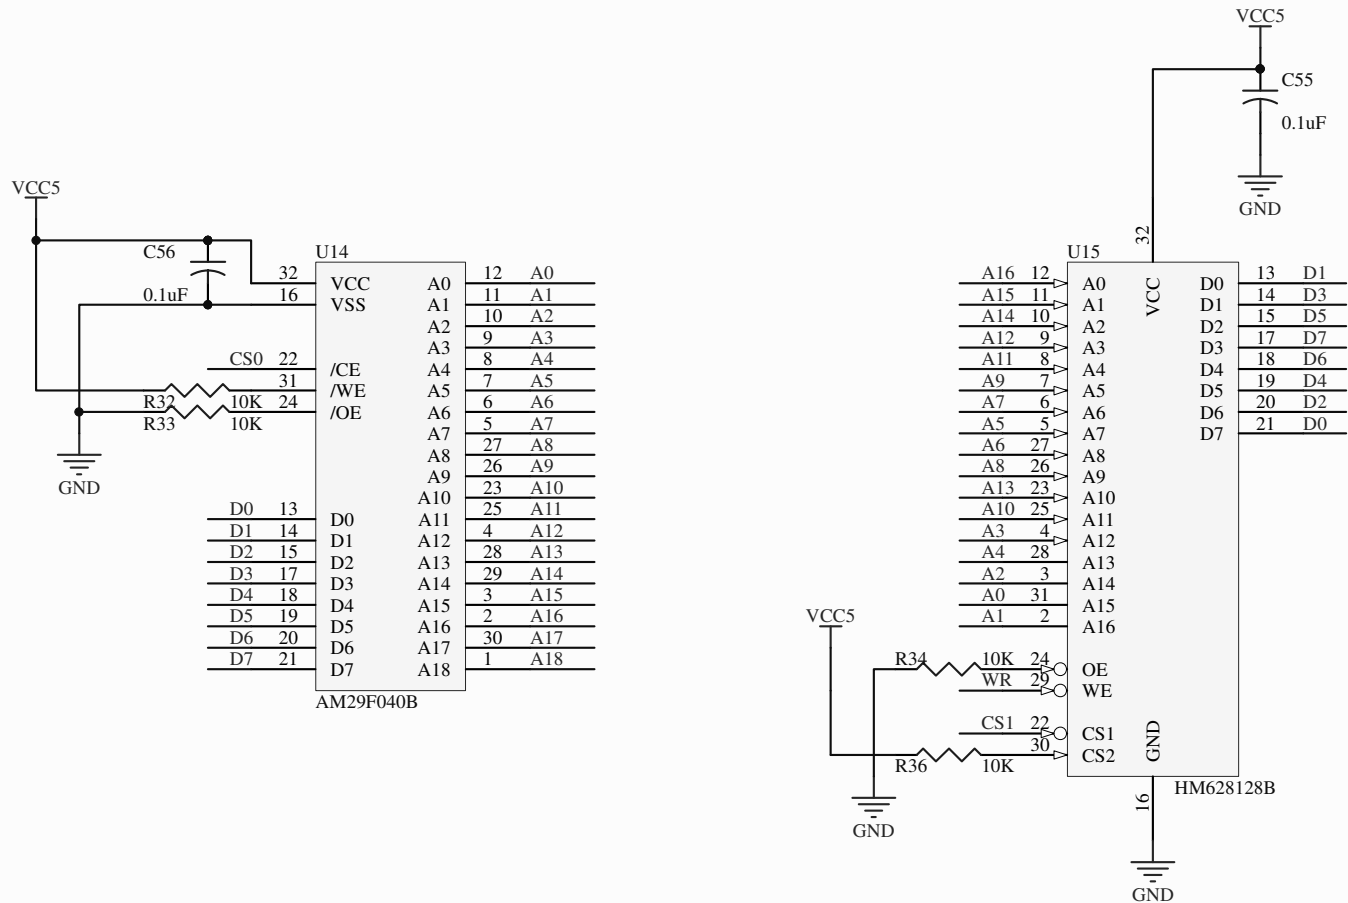 VCC5
C55
0.1uF
GND
VCC5
C56
0.1uF
U14
32 VCC A0 12 A0
16 VSS A1 11 A1
A2 10 A2
A3 9 A3
CS0 22 /CE A4 8 A4
31 /WE A5 7 A5
R32 10K
24 /OE A6 6 A6
R33 10K
A7 5 A7
A8 27 A8
A9 26 A9
GND
A10 23 A10
D0 13 D0 A11 25 A11
D1 14 D1 A12 4 A12
D2 15 D2 A13 28 A13
D3 17 D3 A14 29 A14
D4 18 D4 A15 3 A15
D5 19 D5 A16 2 A16
D6 20 D6 A17 30 A17
D7 21 D7 A18 1 A18
AM29F040B
32
U15
VCC
A16 12 A0 D0 13 D1
A15 11 A1 D1 14 D3
A14 10 A2 D2 15 D5
A12 9 A3 D3 17 D7
A11 8 A4 D4 18 D6
A9 7 A5 D5 19 D4
A7 6 A6 D6 20 D2
A5 5 A7 D7 21 D0
A6 27 A8
A8 26 A9
A13 23 A10
A10 25 A11
A3 4 A12
A4 28 A13
A2 3 A14
A0 31 A15
A1 2 A16
VCC5
R34 10K 24 OE
WR 29 WE
CS1 22 CS1
30 CS2
R36 10K
GND
HM628128B
16
GND
GND